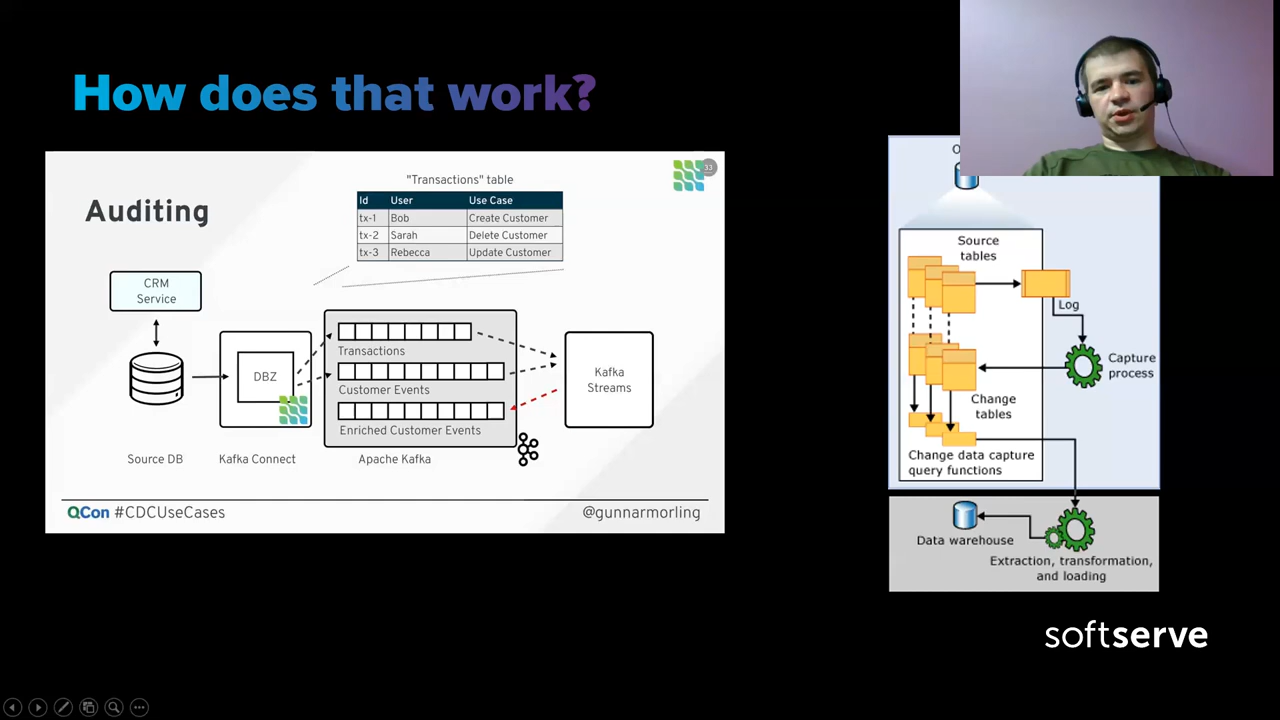 How does that work?
33
"Transactions" table
Id User Use Case
tx-1 Bob Create Customer
tx-2 Sarah Delete Customer
tx-3 Rebecca Update Customer
Auditing
CRM
Service
DBZ
Transactions
Customer Events
Enriched Customer Events
Kafka
Streams
Source DB
Kafka Connect
Apache Kafka
QCon #CDCUseCases
@gunnarmorling
Source
tables
Log
Capture
process
Change
tables
Change data capture
query functions
Data warehouse
Extraction, transformation,
and loading
softserve